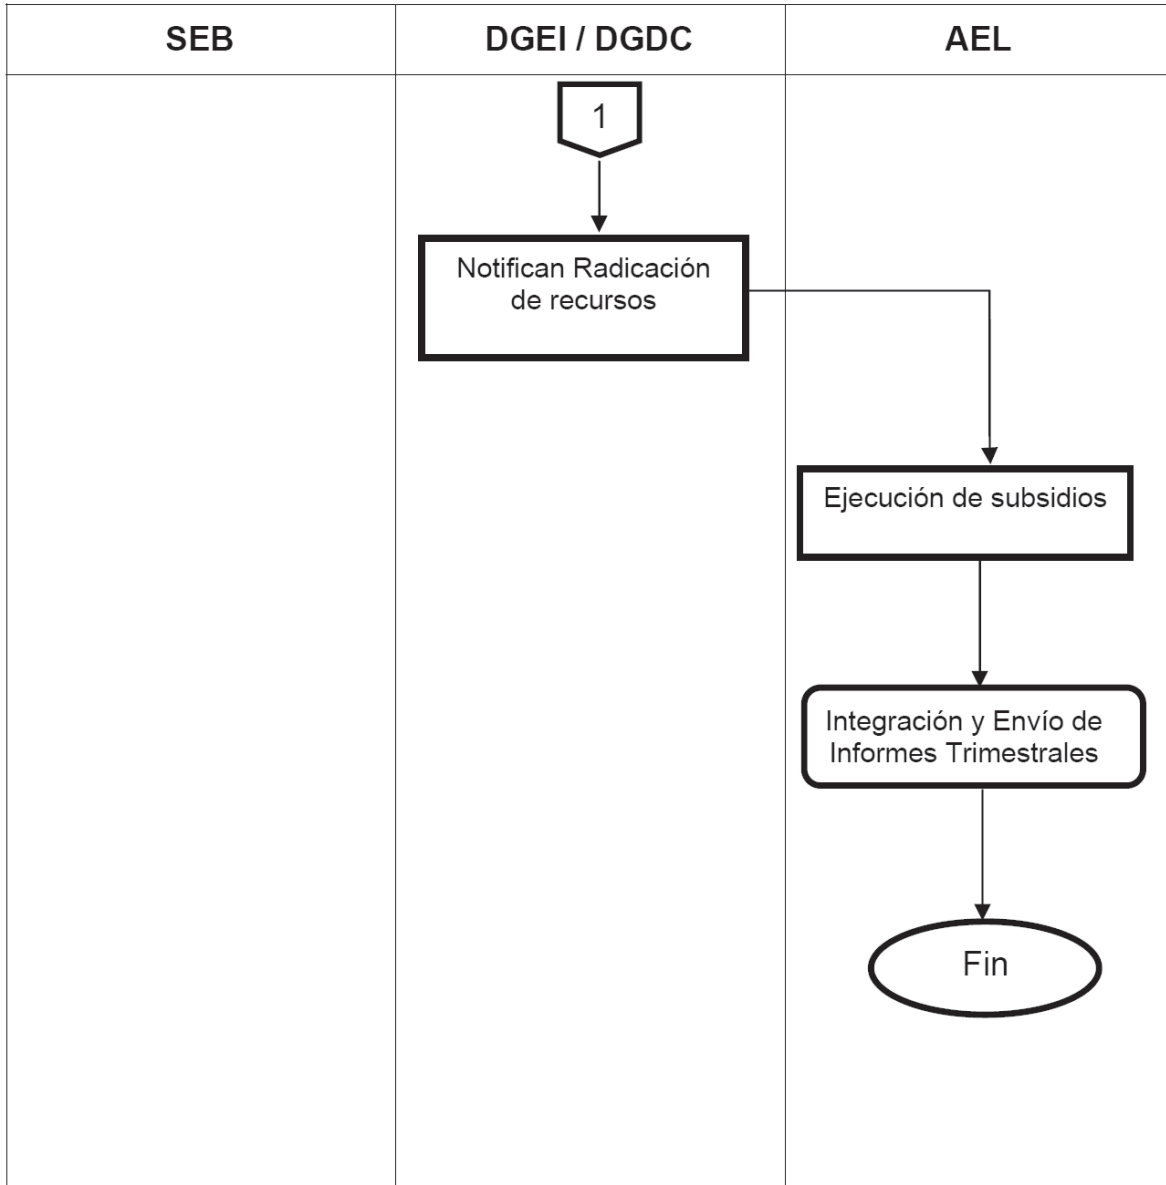 SEB
DGEI / DGDC
AEL
1
Notifican Radicación
de recursos
Ejecución de subsidios
Integración y Envío de
Informes Trimestrales
Fin